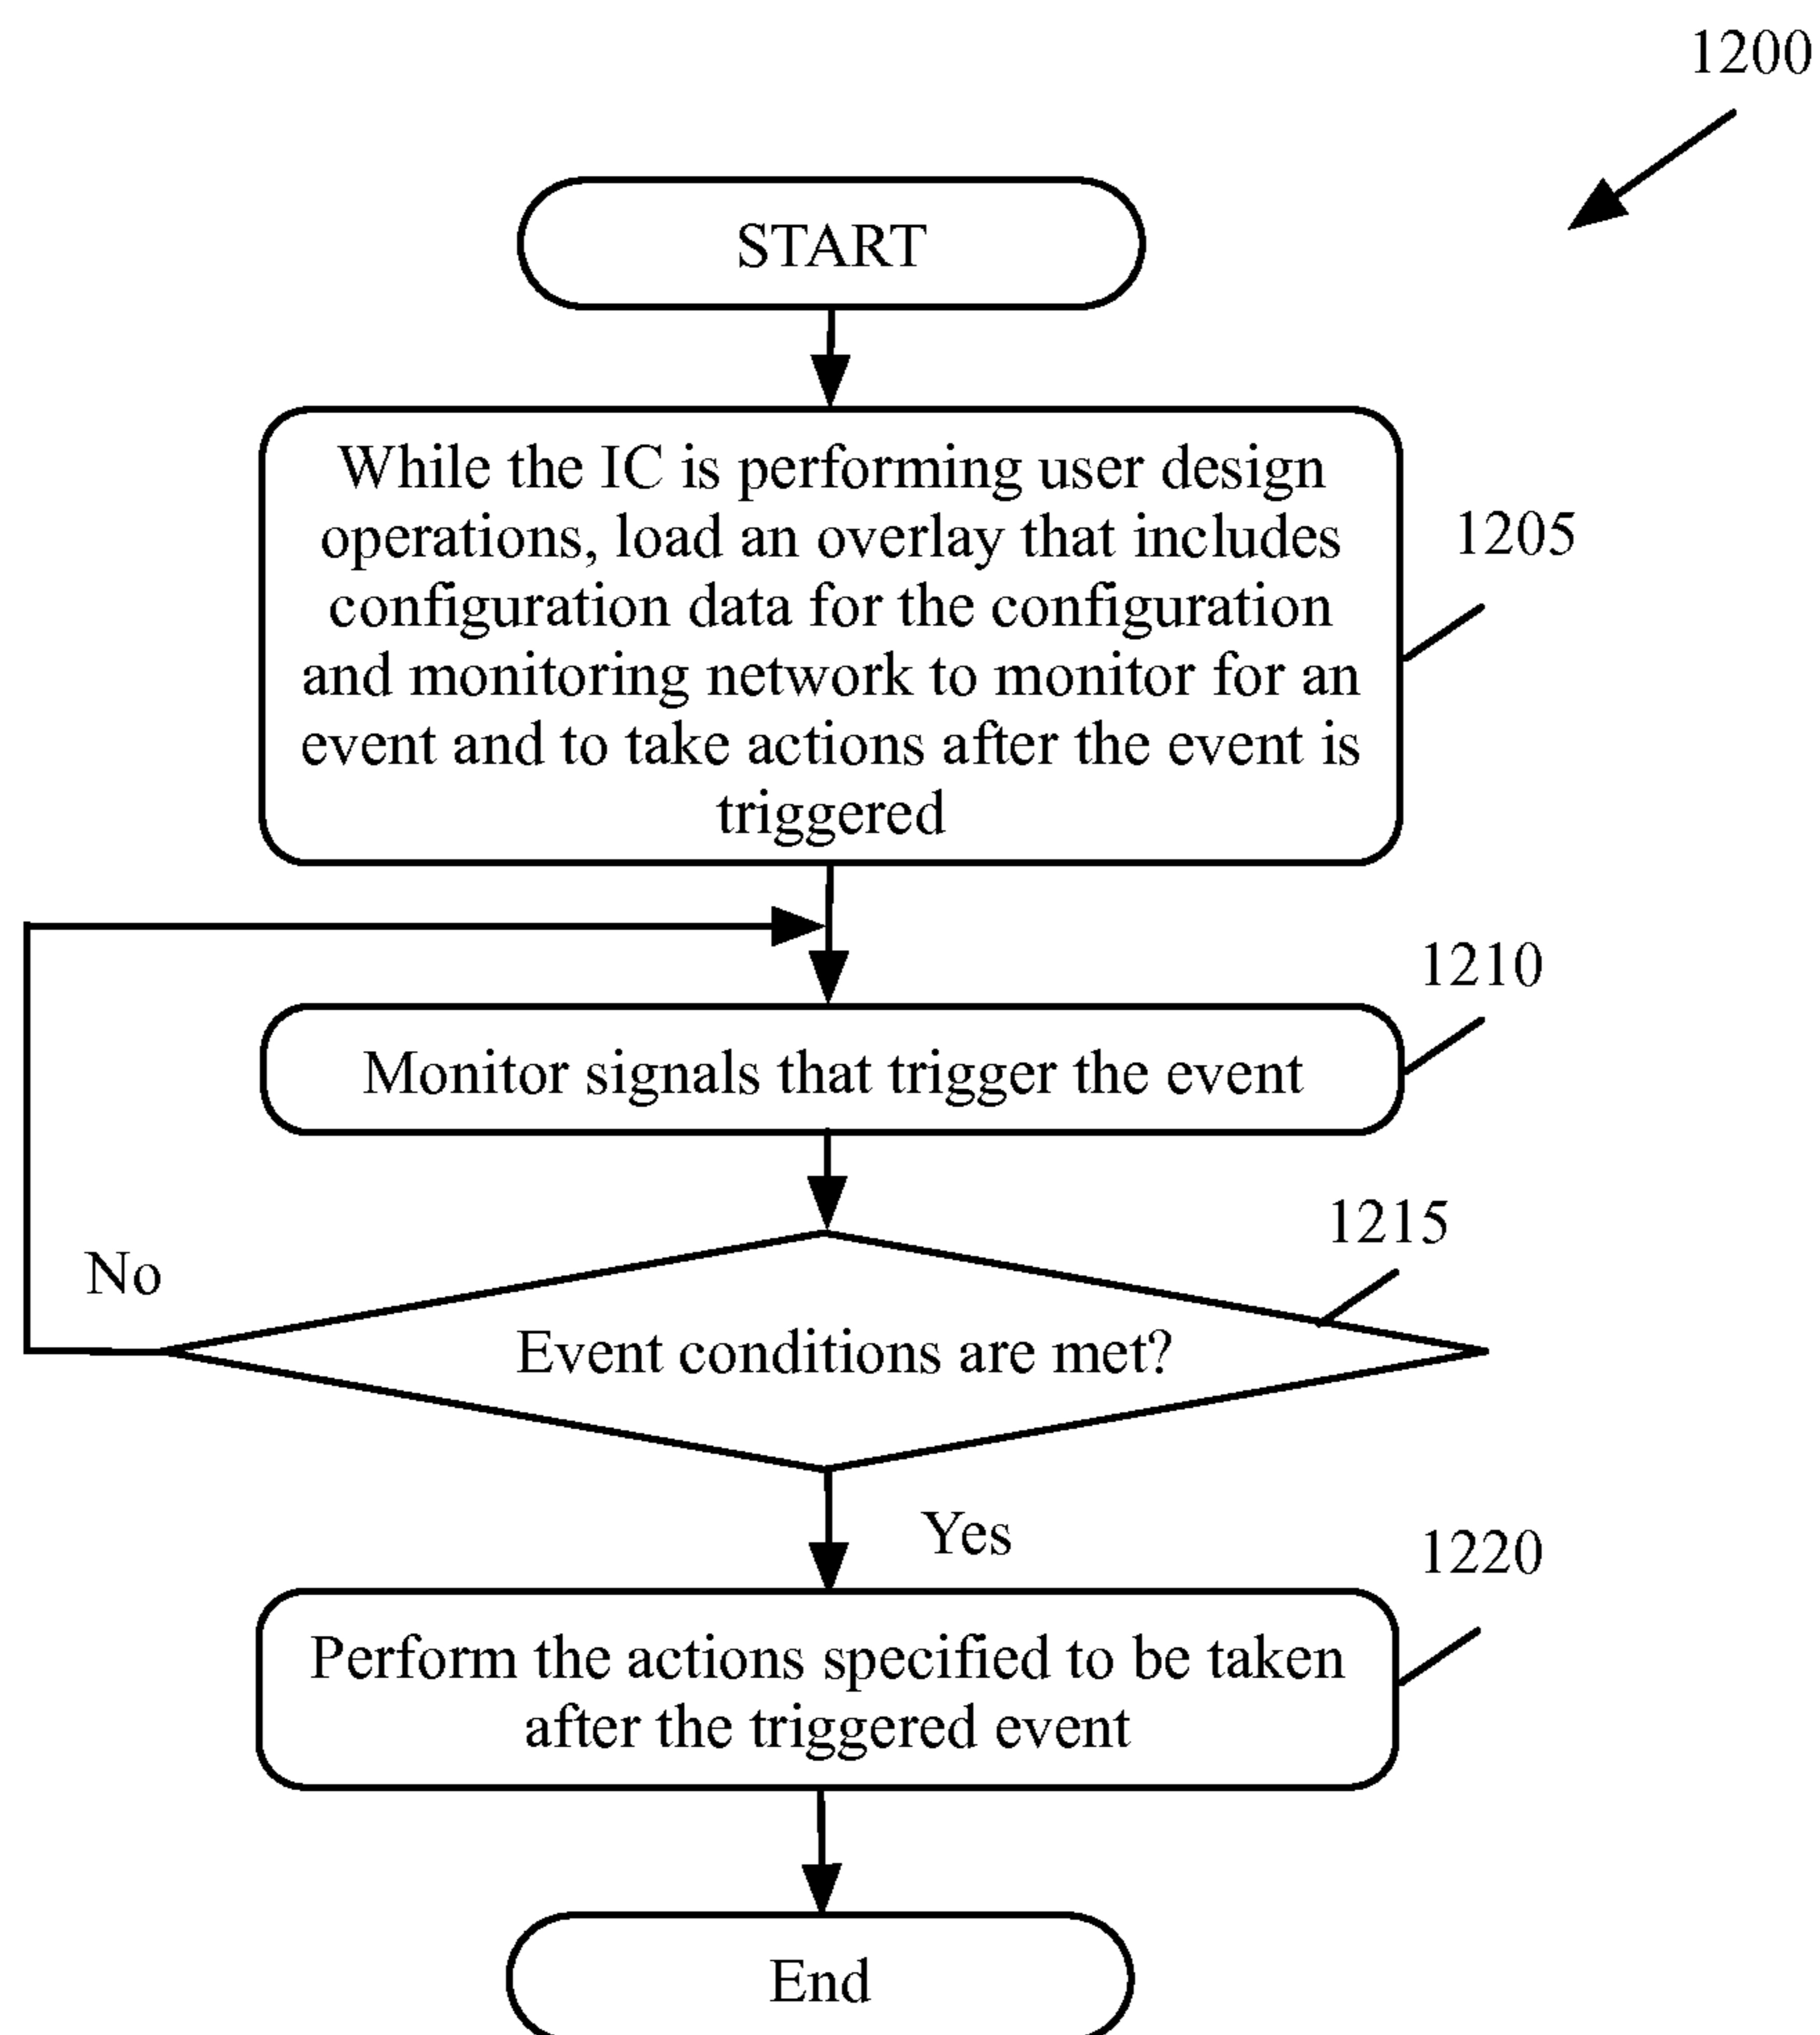 1200
START
While the IC is performing user design
operations, load an overlay that includes
configuration data for the configuration
and monitoring network to monitor for an
event and to take actions after the event is
triggered
1205
1210
Monitor signals that trigger the event
1215
No
Event conditions are met?
Yes
1220
Perform the actions specified to be taken
after the triggered event
End